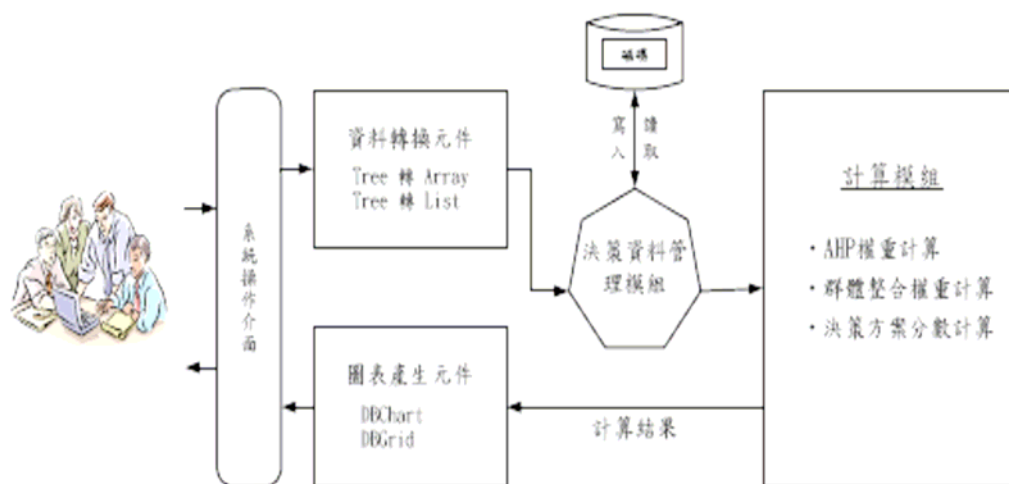 磁碟
寫入
讀取
資料轉換元件
Tree 轉 Array
Tree 轉 List
系統操作介面
決策資料管
理模組
計算模組
・AHP權重計算
・群體整合權重計算
・決策方案分數計算
圖表產生元件
DBChart
DBGrid
計算結果